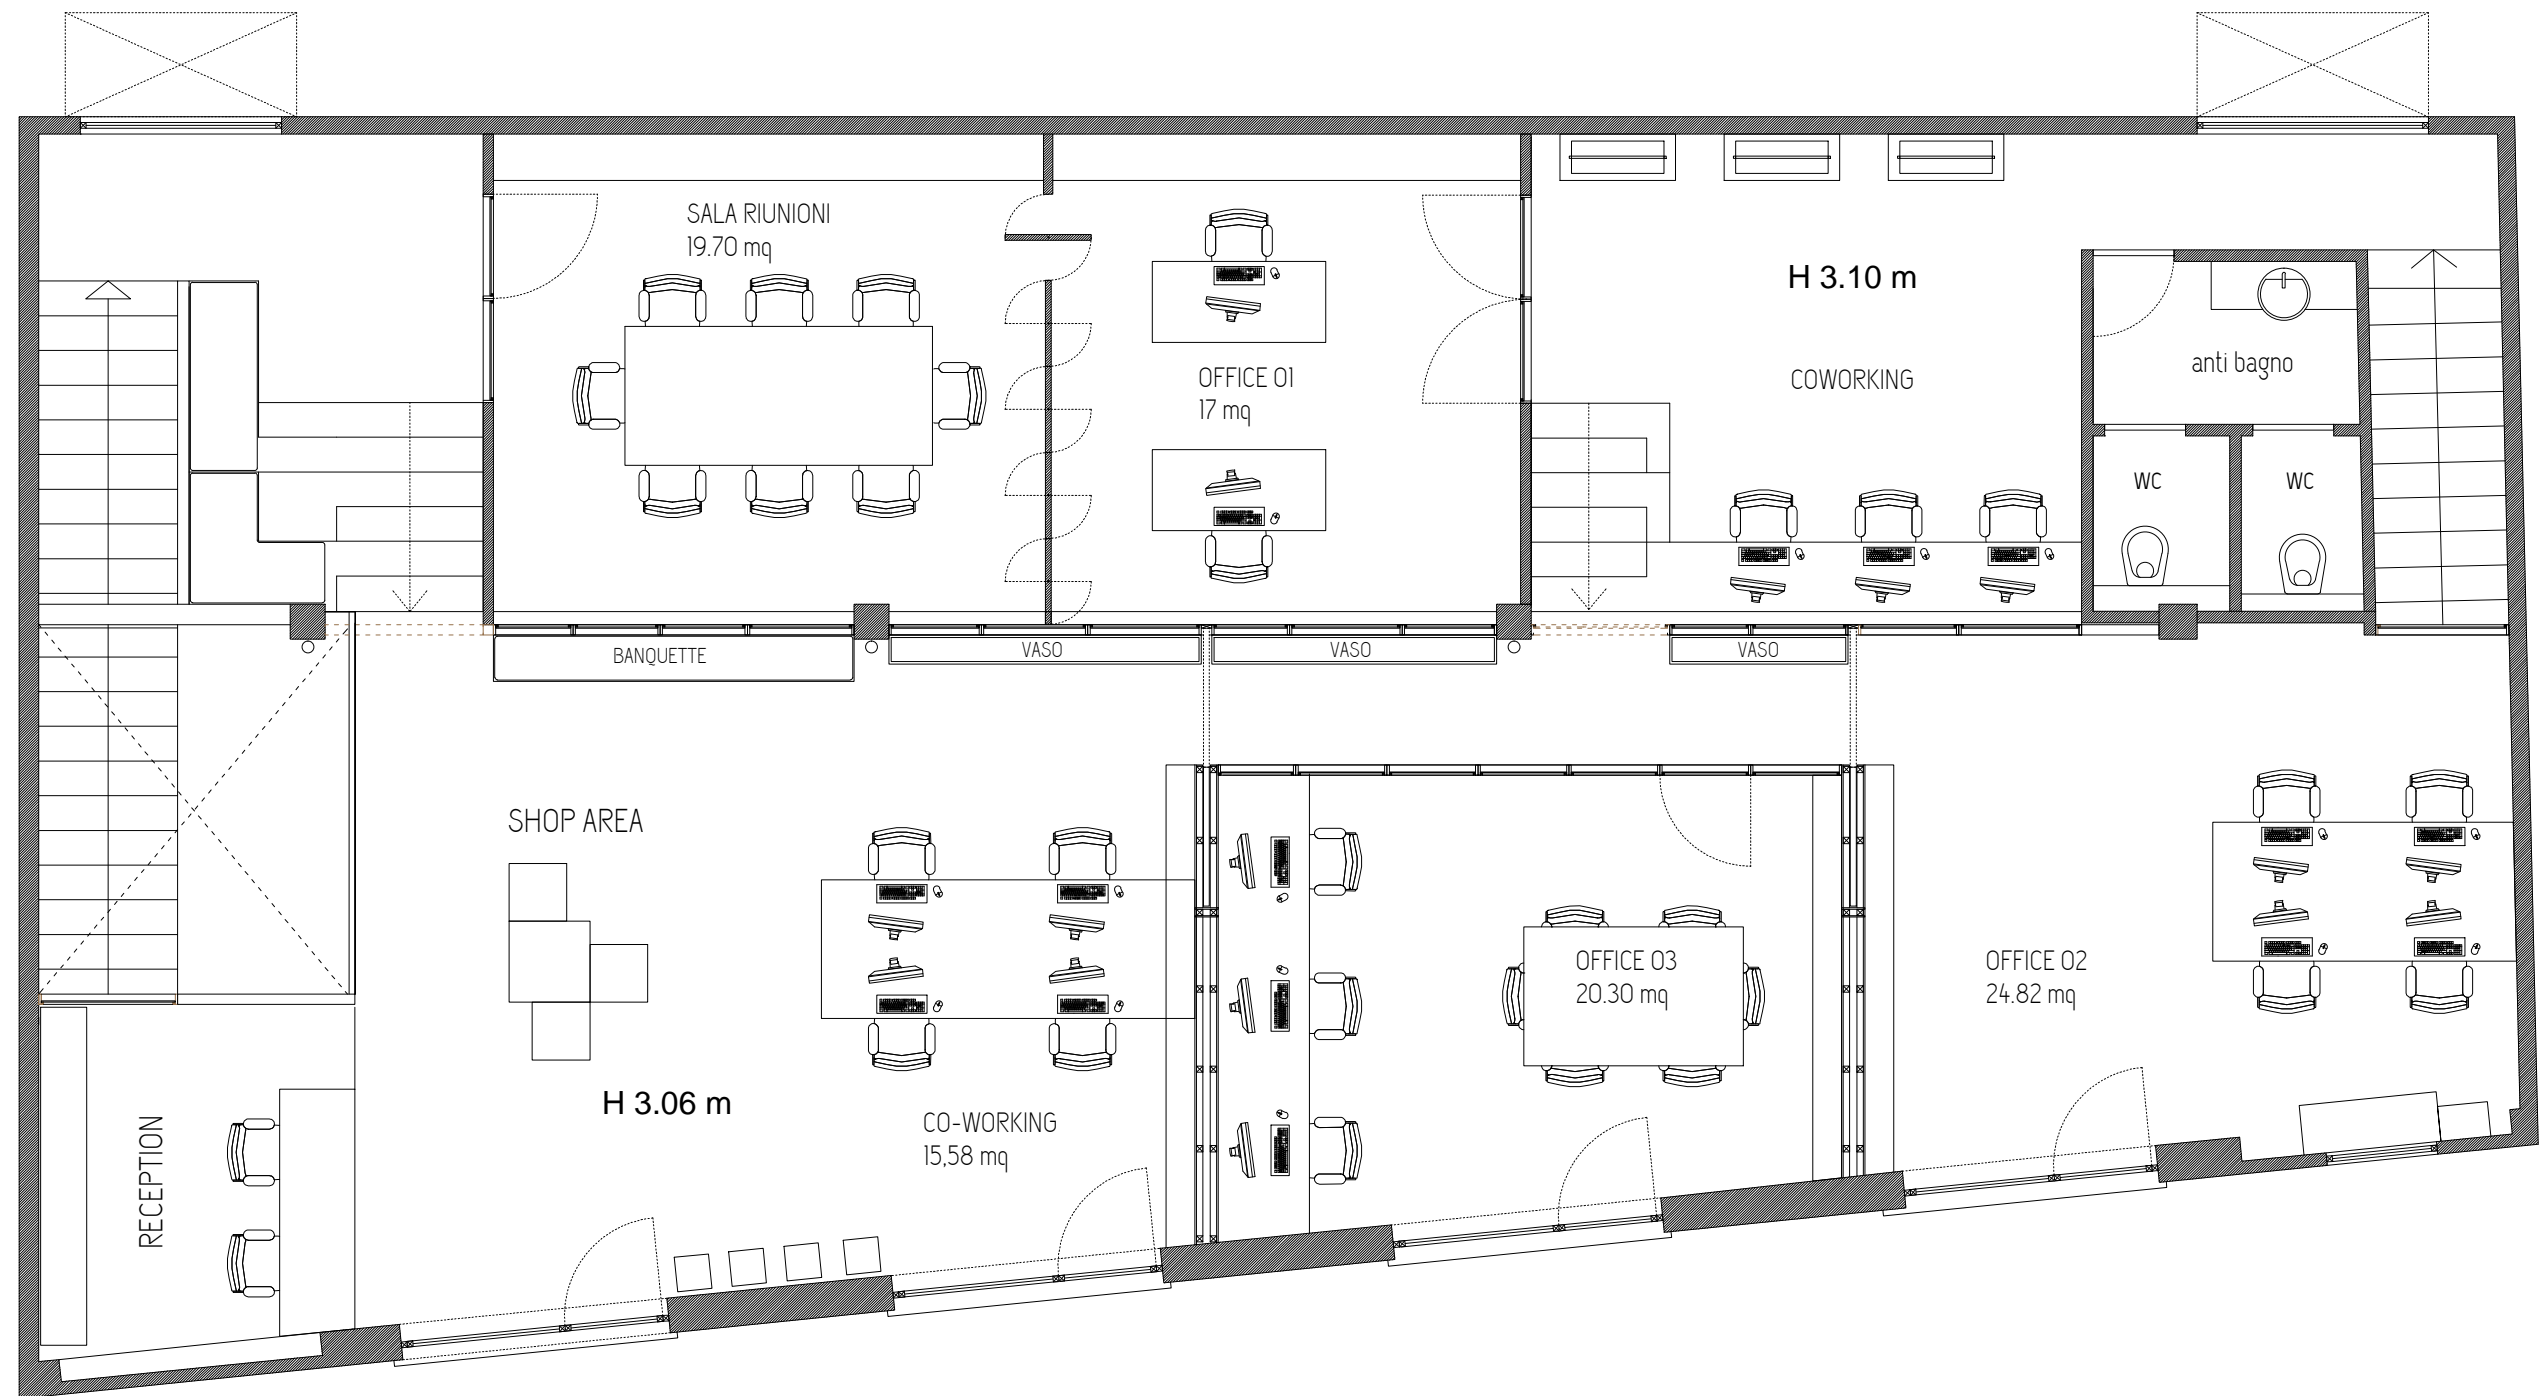 SALA RIUNIONI
19.70 mq
H 3.10 m
anti bagno
OFFICE 01
17 mq
COWORKING
WC
WC
BANQUETTE
VASO
VASO
VASO
SHOP AREA
OFFICE 03
20.30 mq
OFFICE 02
24.82 mq
H 3.06 m
CO-WORKING
15,58 mq
RECEPTION